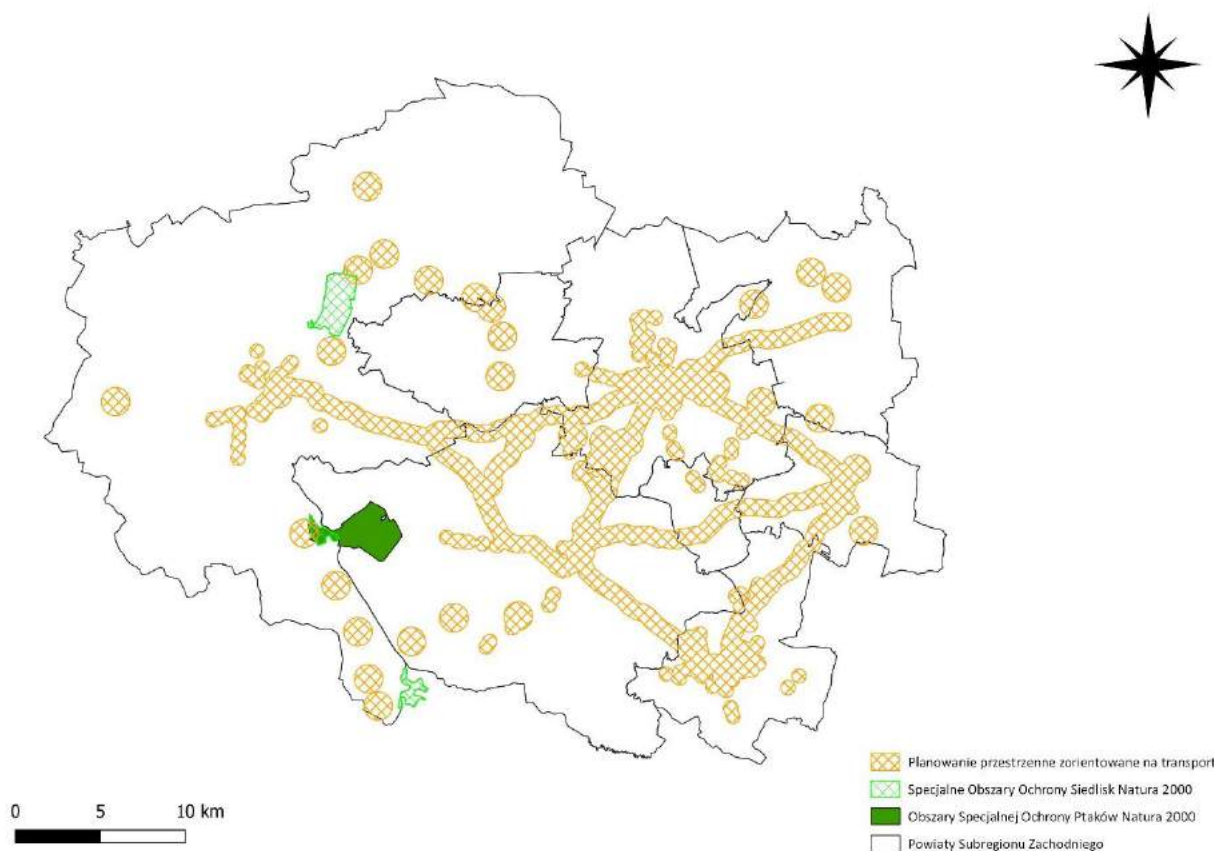 Planowanie przestrzenne zorientowane na transport
Specjalne Obszary Ochrony Siedlisk Natura 2000
Obszary Specjalnej Ochrony Ptaków Natura 2000
Powiaty Subregionu Zachodniego
0 5 10 km